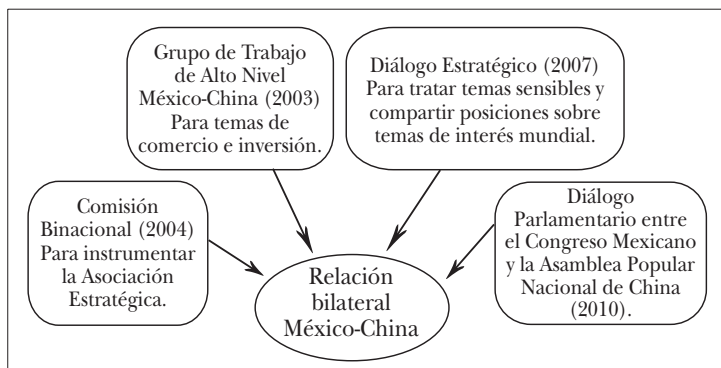 Grupo de Trabajo
de Alto Nivel
México-China (2003)
Para temas de
comercio e inversión.
Diálogo Estratégico (2007)
Para tratar temas sensibles y
compartir posiciones sobre
temas de interés mundial.
Comisión
Binacional (2004)
Para instrumentar
la Asociación
Estratégica.
Relación
bilateral
México-China
Diálogo
Parlamentario entre
el Congreso Mexicano
y la Asamblea Popular
Nacional de China
(2010).